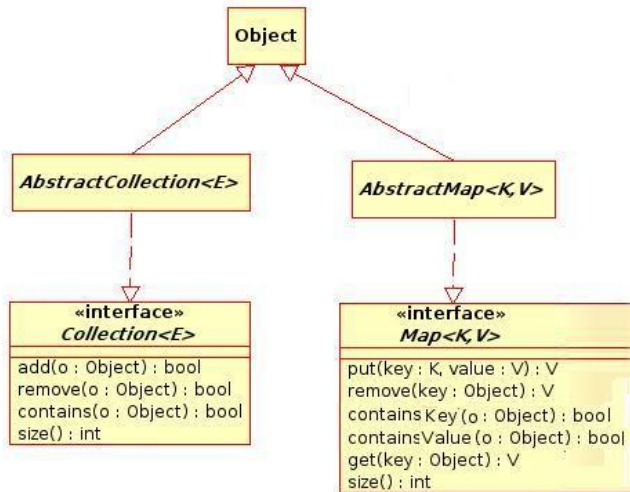 Object
AbstractCollection<E>
AbstractMap<K,V>
«interface»
Collection<E>
add(o : Object) : bool
remove(o : Object) : bool
contains(o : Object) : bool
size() : int
«interface»
Map<K,V>
put(key : K, value : V) : V
remove(key : Object) : V
containsKey(o : Object) : bool
containsValue(o : Object) : bool
get(key : Object) : V
size() : int